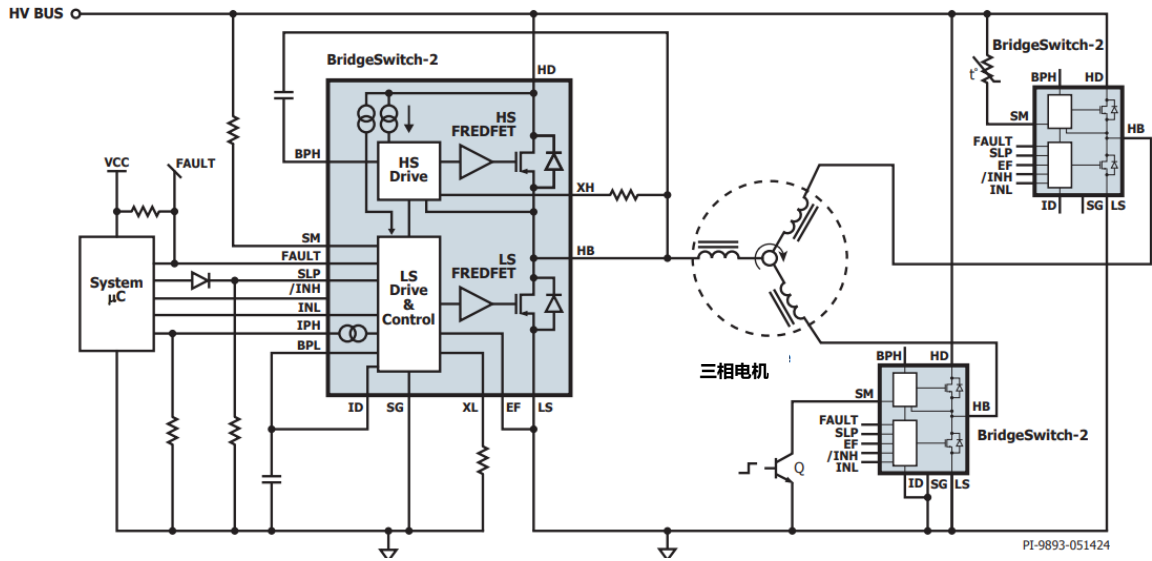 HV BUS
BridgeSwitch-2
HD
HS
FREDFET
BPH
HS
Drive
XH
VCC
FAULT
SM
FAULT
SLP
/INH
INL
IPH
BPL
System
µC
LS
Drive
&
Control
LS
FREDFET
HB
ID
SG
XL
EF
LS
三相电机
BridgeSwitch-2
t°
BPH
HD
SM
HB
FAULT
SLP
EF
/INH
INL
ID
SG
LS
BPH
HD
SM
HB
FAULT
SLP
EF
/INH
INL
BridgeSwitch-2
ID
SG
LS
Q
PI-9893-051424